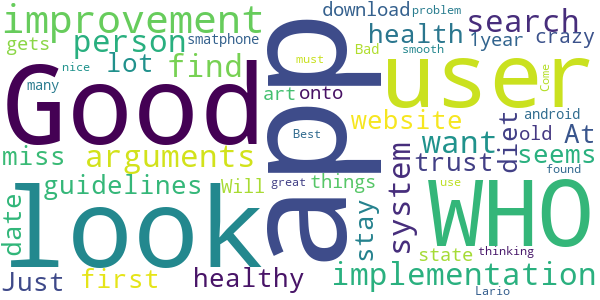 improvement
download
problem
search
gets
smatphone
person
health
1year
crazy
nice
lot
find
must
Bad
smooth
many
Good
app
user
Come
art
onto
website
android
Best
want
old
At
miss
arguments
system
trust
diet
seems
found
guidelines
Will
great
things
stay
WHO
use
date
look
state
thinking
Just
first
healthy
implementation
Lario